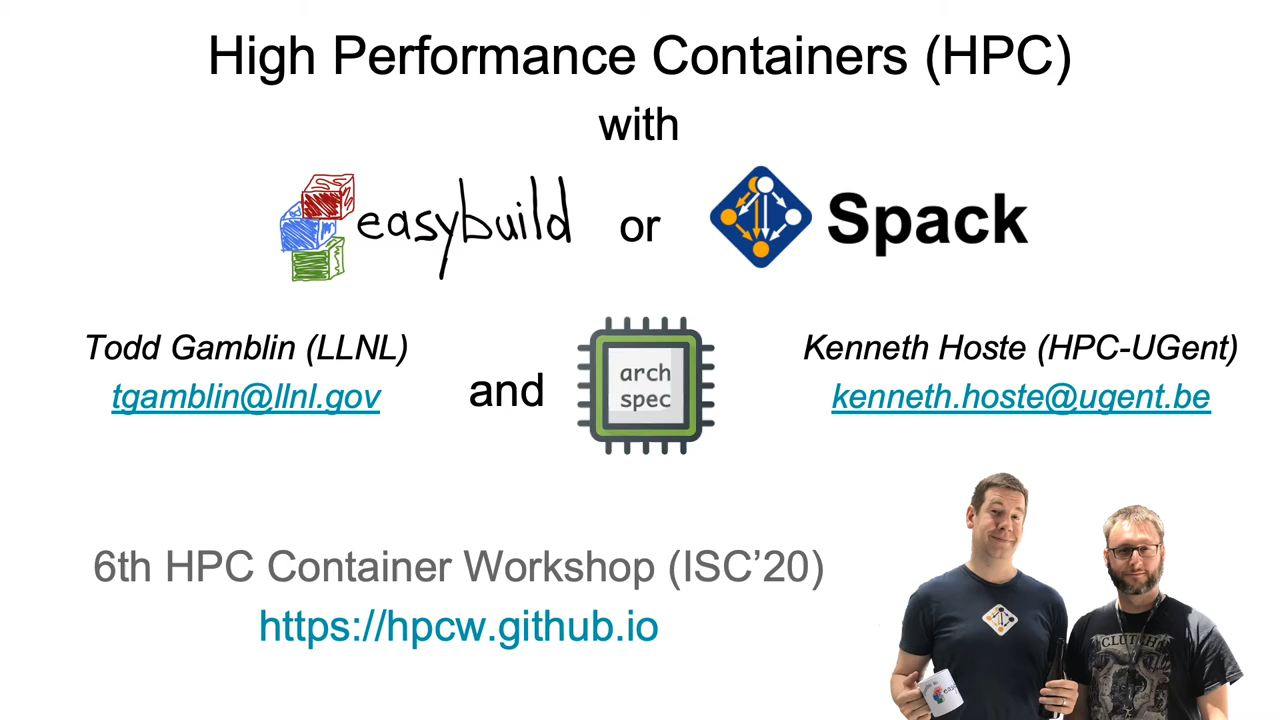 High Performance Containers (HPC)
with
easybuild or Spack
Todd Gamblin (LLNL)
tgamblin@llnl.gov
and
arch
spec
Kenneth Hoste (HPC-UGent)
kenneth.hoste@ugent.be
6th HPC Container Workshop (ISC’20)
https://hpcw.github.io
CLUTCH